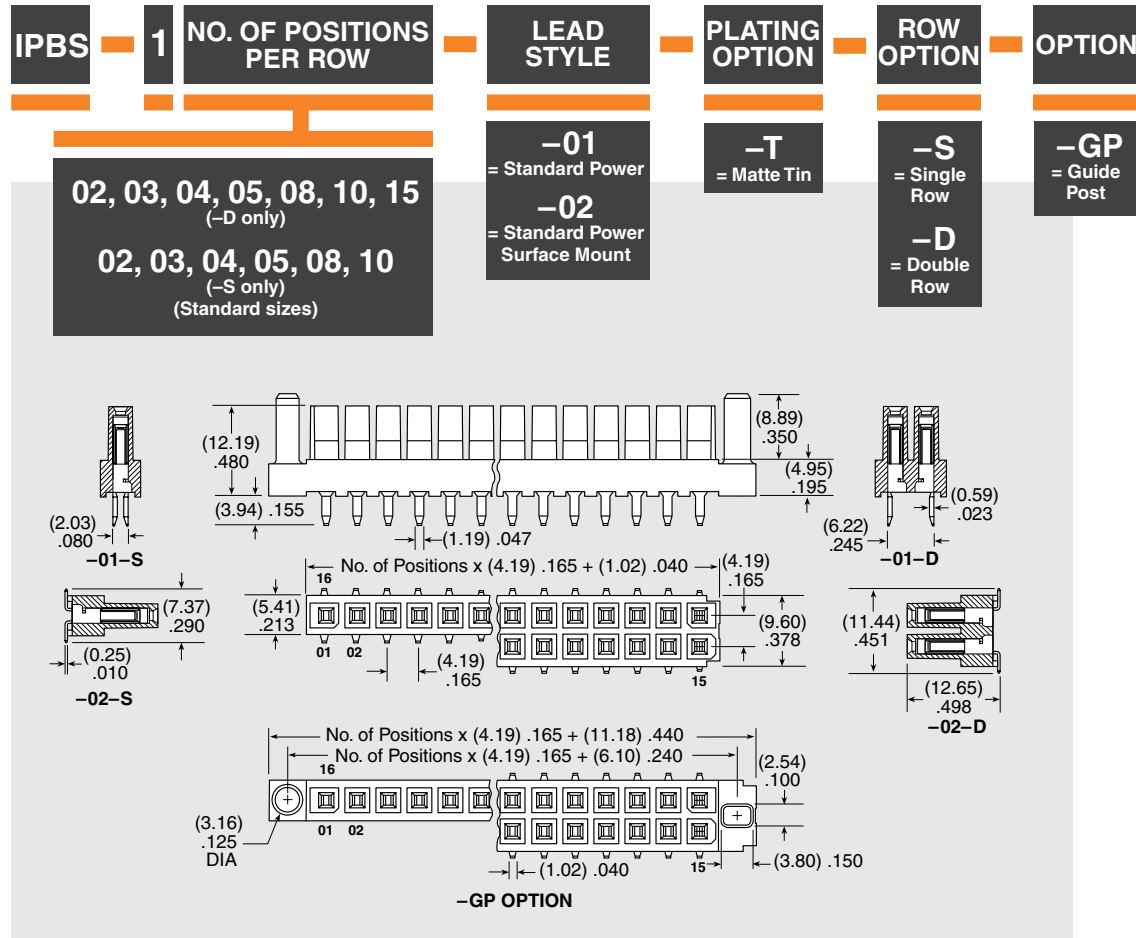 IPBS
1
NO. OF POSITIONS
PER ROW
LEAD
STYLE
PLATING
OPTION
ROW
OPTION
OPTION
02, 03, 04, 05, 08, 10, 15
(–D only)
02, 03, 04, 05, 08, 10
(–S only)
(Standard sizes)
–01
= Standard Power
–02
= Standard Power
Surface Mount
–T
= Matte Tin
–S
= Single
Row
–D
= Double
Row
–GP
= Guide
Post
(12.19)
.480
(3.94) .155
(1.19) .047
(8.89)
.350
(4.95)
.195
(2.03)
.080
–01–S
(0.59)
.023
(6.22)
.245
–01–D
No. of Positions x (4.19) .165 + (1.02) .040
16
(4.19)
.165
(5.41)
.213
(9.60)
.378
01
02
(4.19)
.165
15
(7.37)
.290
(0.25)
.010
–02–S
(11.44)
.451
(12.65)
.498
–02–D
No. of Positions x (4.19) .165 + (11.18) .440
No. of Positions x (4.19) .165 + (6.10) .240
16
(2.54)
.100
01
02
(3.16)
.125
DIA
(1.02) .040
15
(3.80) .150
–GP OPTION